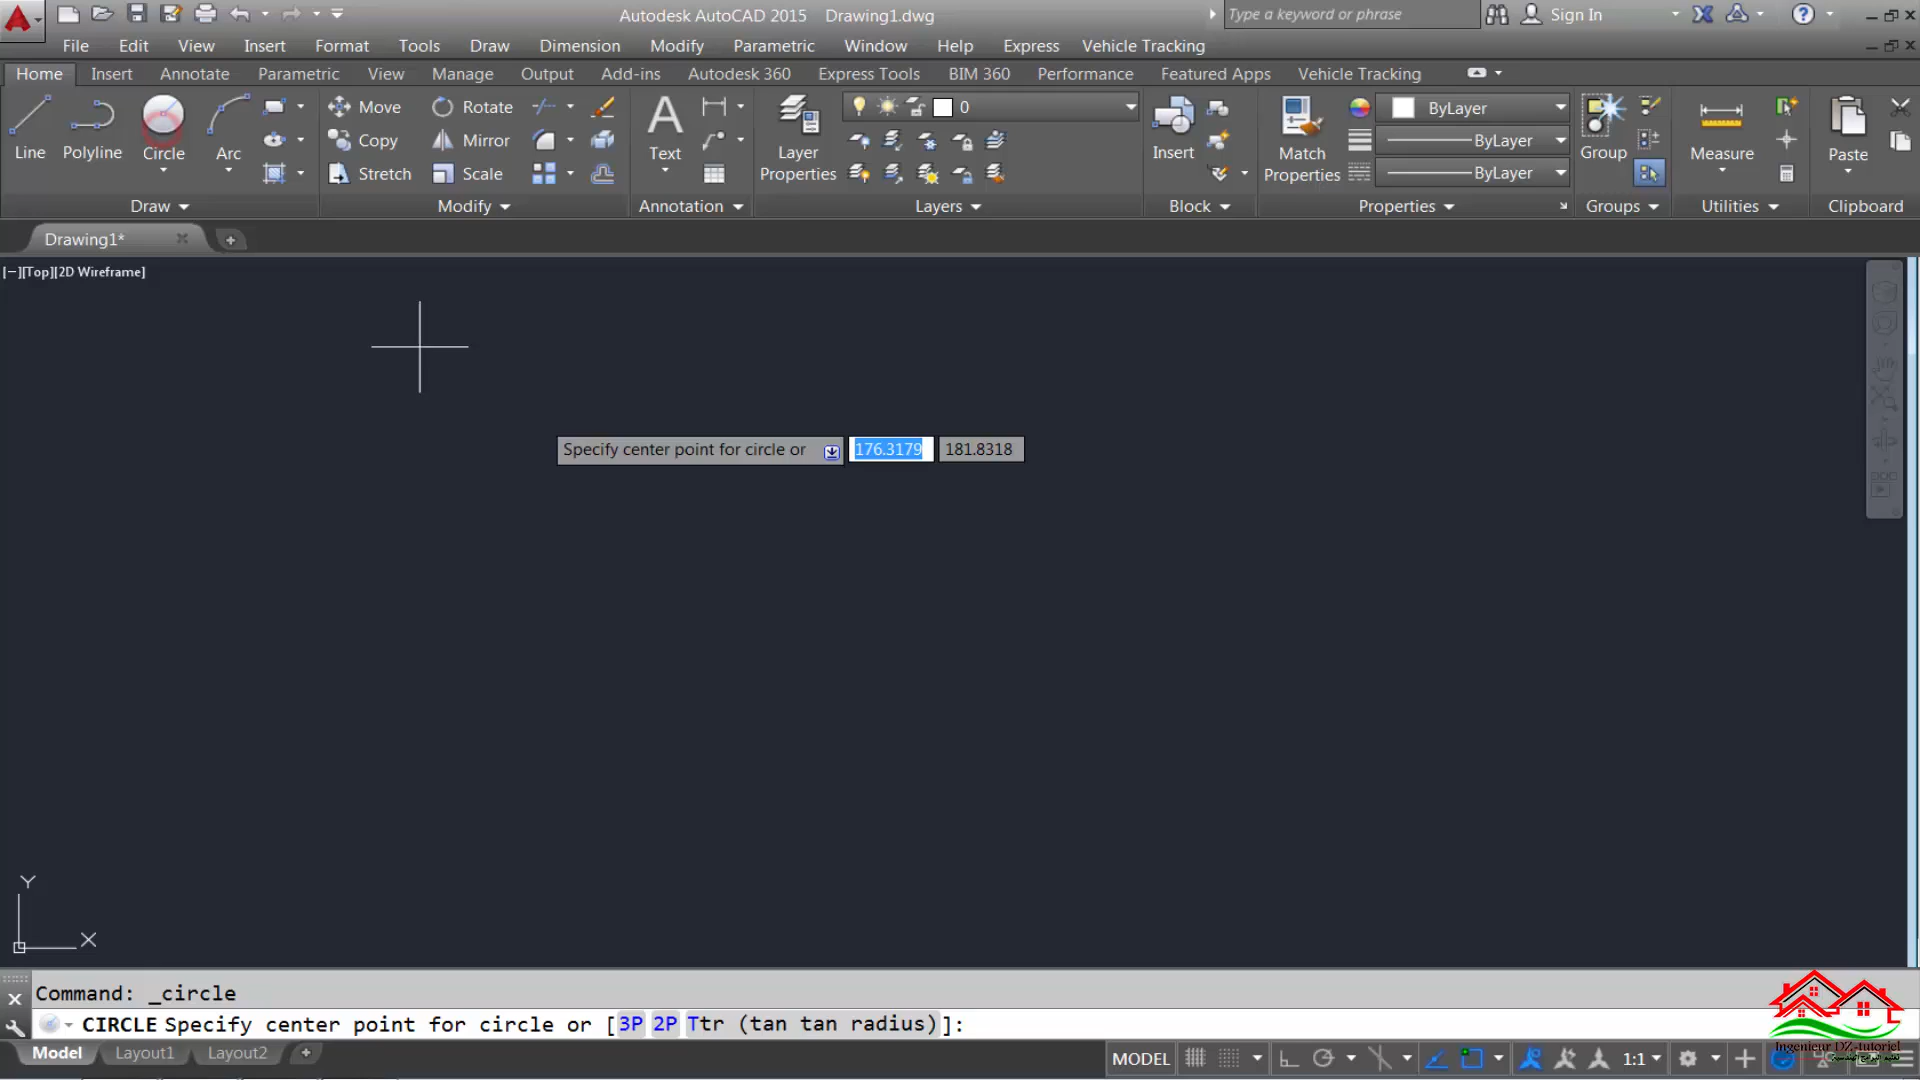 Autodesk AutoCAD 2015 Drawing1.dwg
Type a keyword or phrase
Sign In
File Edit View Insert Format Tools Draw Dimension Modify Parametric Window Help Express Vehicle Tracking
Home Insert Annotate Parametric View Manage Output Add-ins Autodesk 360 Express Tools BIM 360 Performance Featured Apps Vehicle Tracking
Line Polyline Circle Arc
Move Rotate
Copy Mirror
Stretch Scale
Text
Layer Properties
0
Insert
Match Properties
ByLayer
ByLayer
ByLayer
Group
Measure
Paste
Draw Modify Annotation Layers Block Properties Groups Utilities Clipboard
Drawing1*
[−][Top][2D Wireframe]
Specify center point for circle or 176.3179 181.8318
Y
X
Command: _circle
CIRCLE Specify center point for circle or [3P 2P Ttr (tan tan radius)]:
Model Layout1 Layout2
MODEL 1:1
Ingenieur DZ-tutoriel